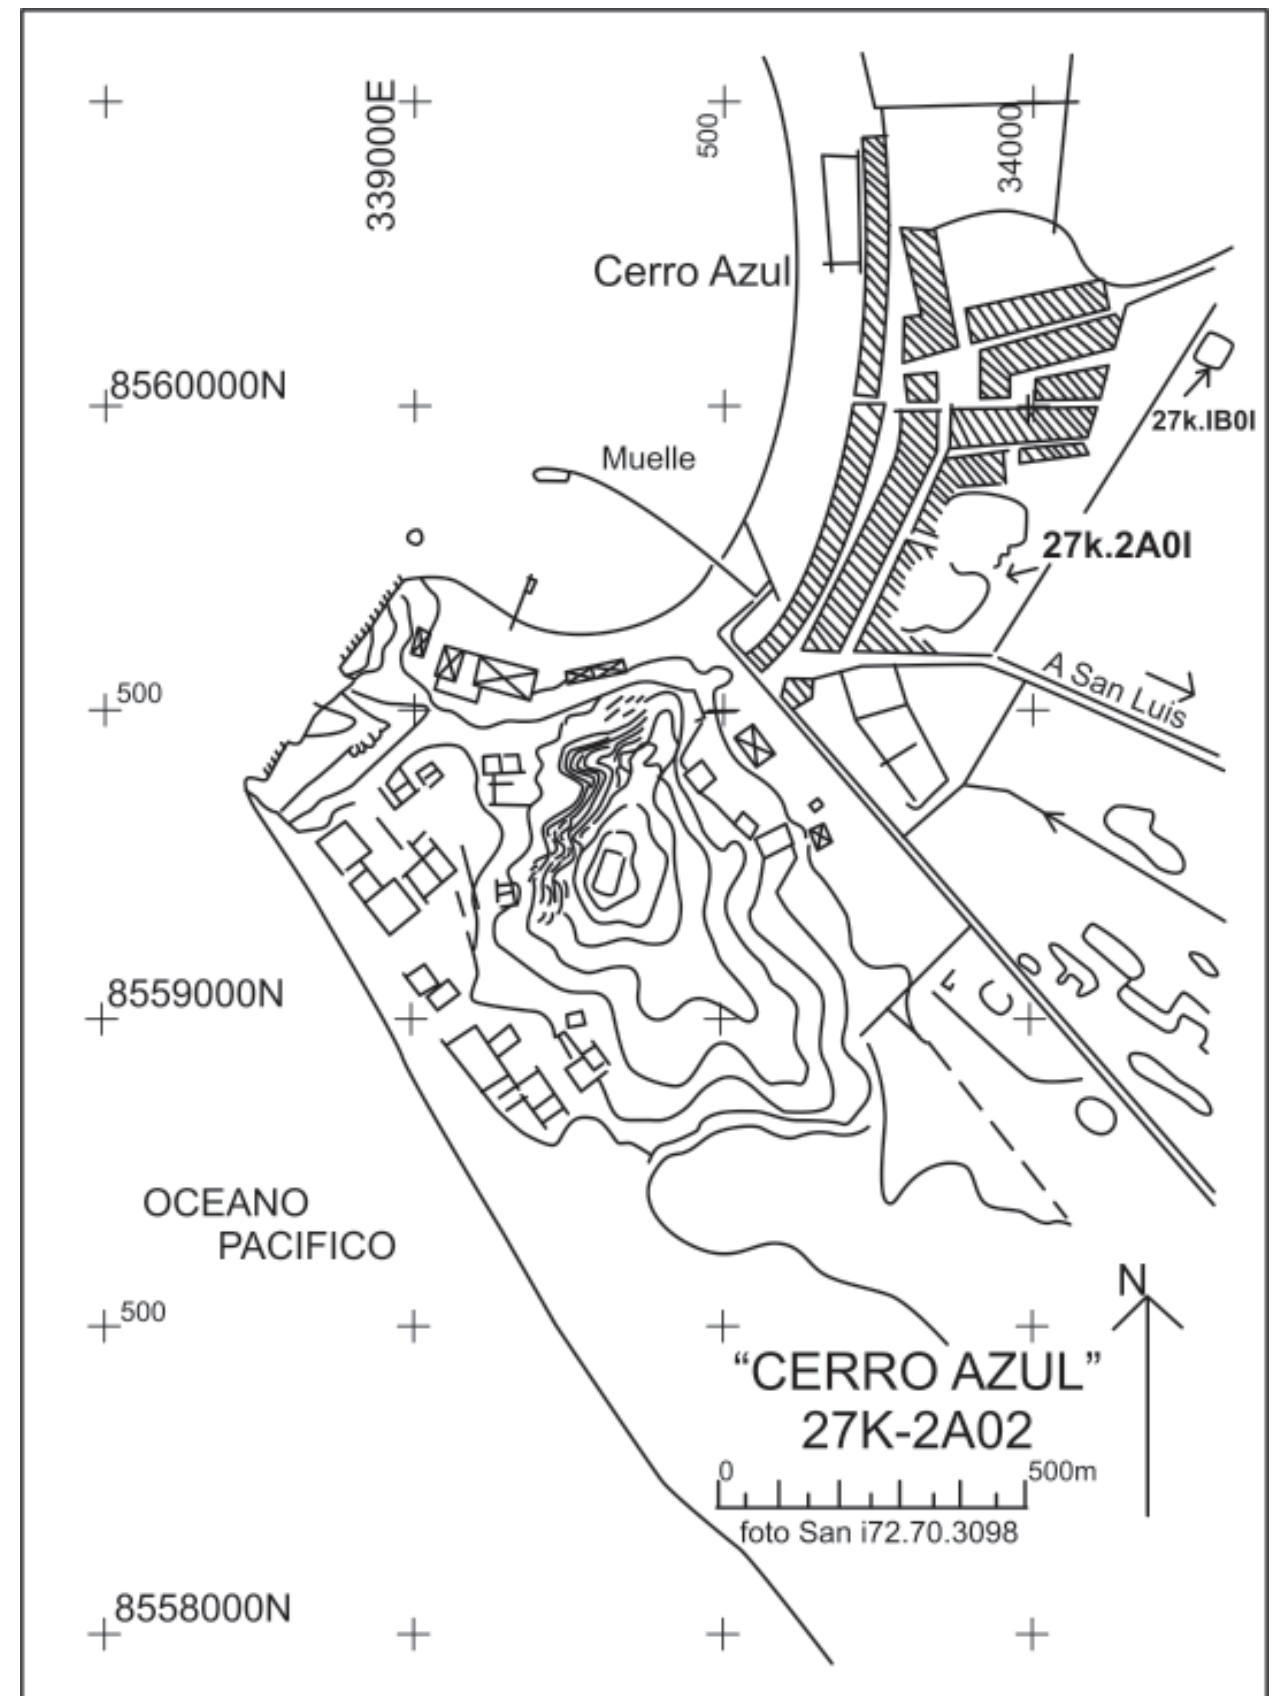 339000E
500
34000
Cerro Azul
8560000N
27k.IB0I
Muelle
27k.2A0I
A San Luis
500
8559000N
F C
OCEANO
PACIFICO
500
N
“CERRO AZUL”
27K-2A02
0 500m
foto San i72.70.3098
8558000N